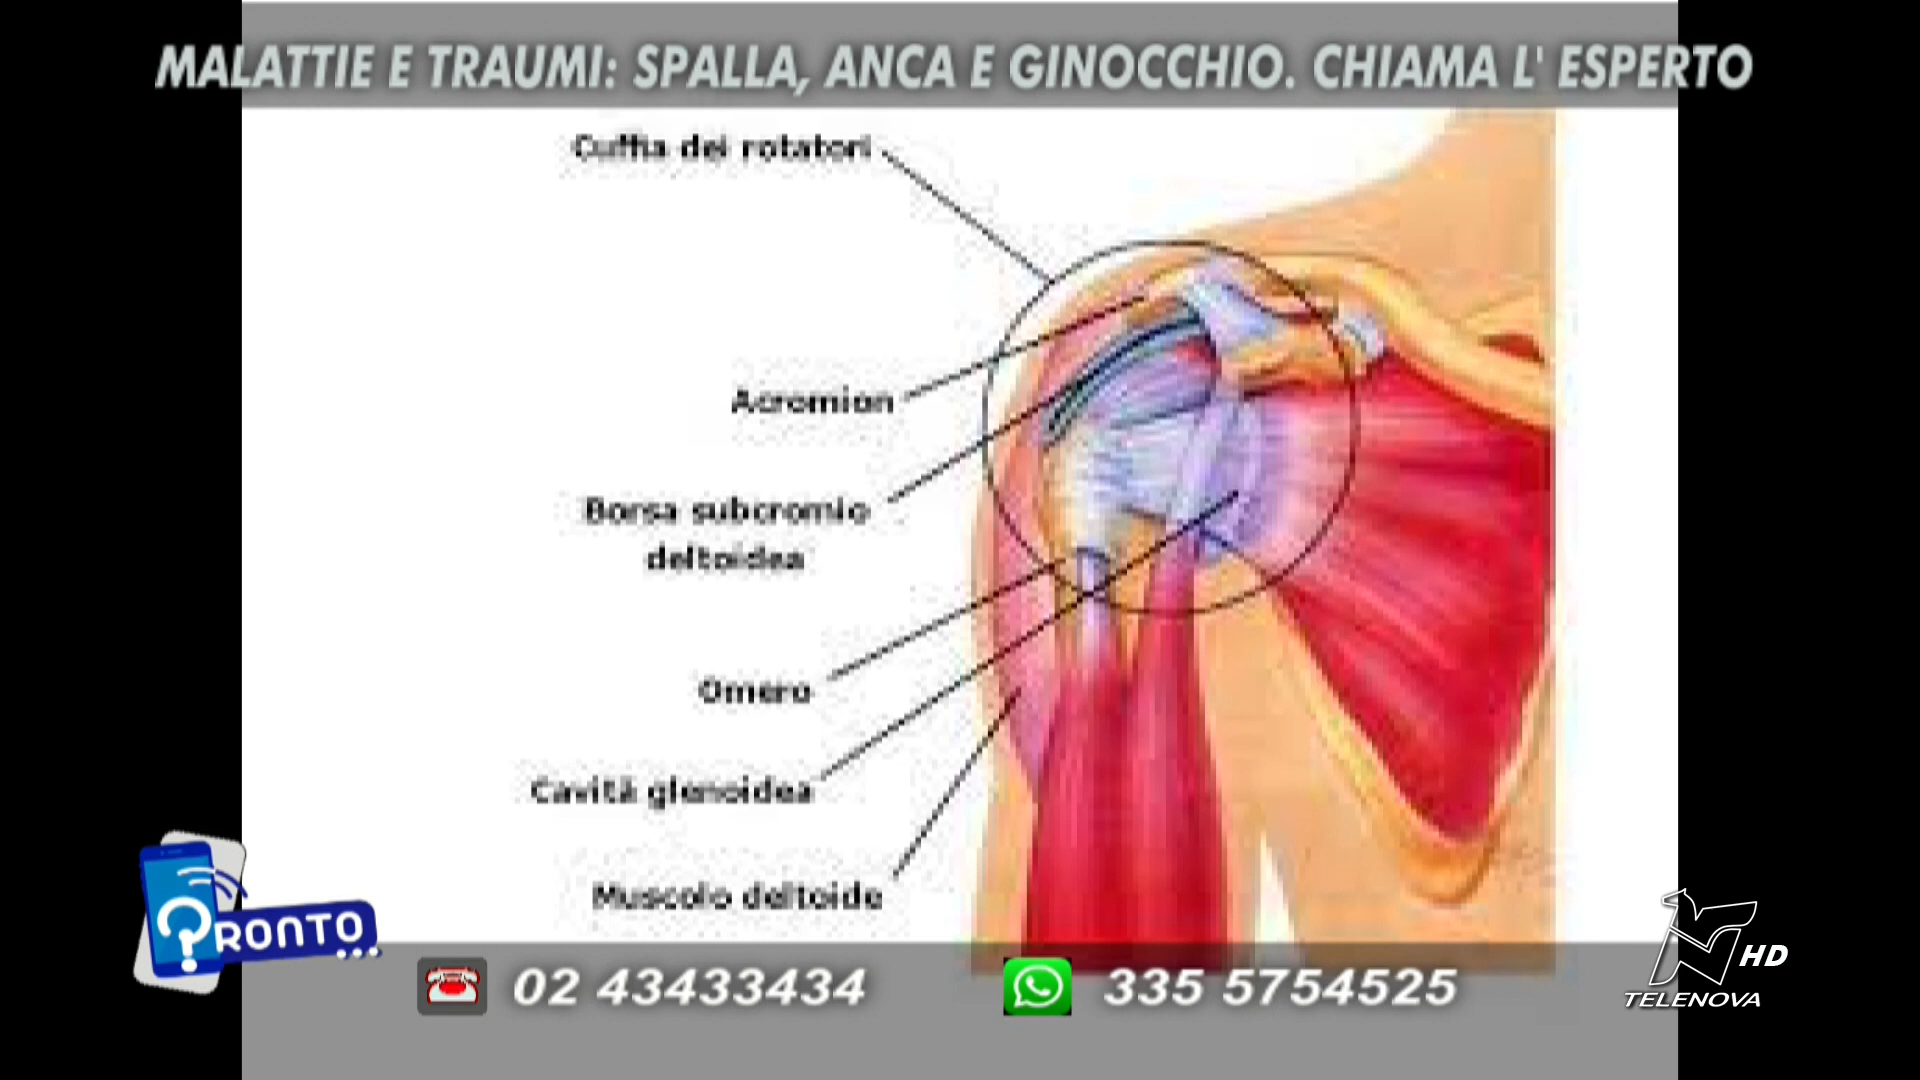 MALATTIE E TRAUMI: SPALLA, ANCA E GINOCCHIO. CHIAMA L' ESPERTO
Cuffia dei rotatori
Acromion
Borsa subcromio
deltoidea
Omero
Cavità glenoidea
Muscolo deltoide
PRONTO...
02 43433434
335 5754525
HD
TELENOVA